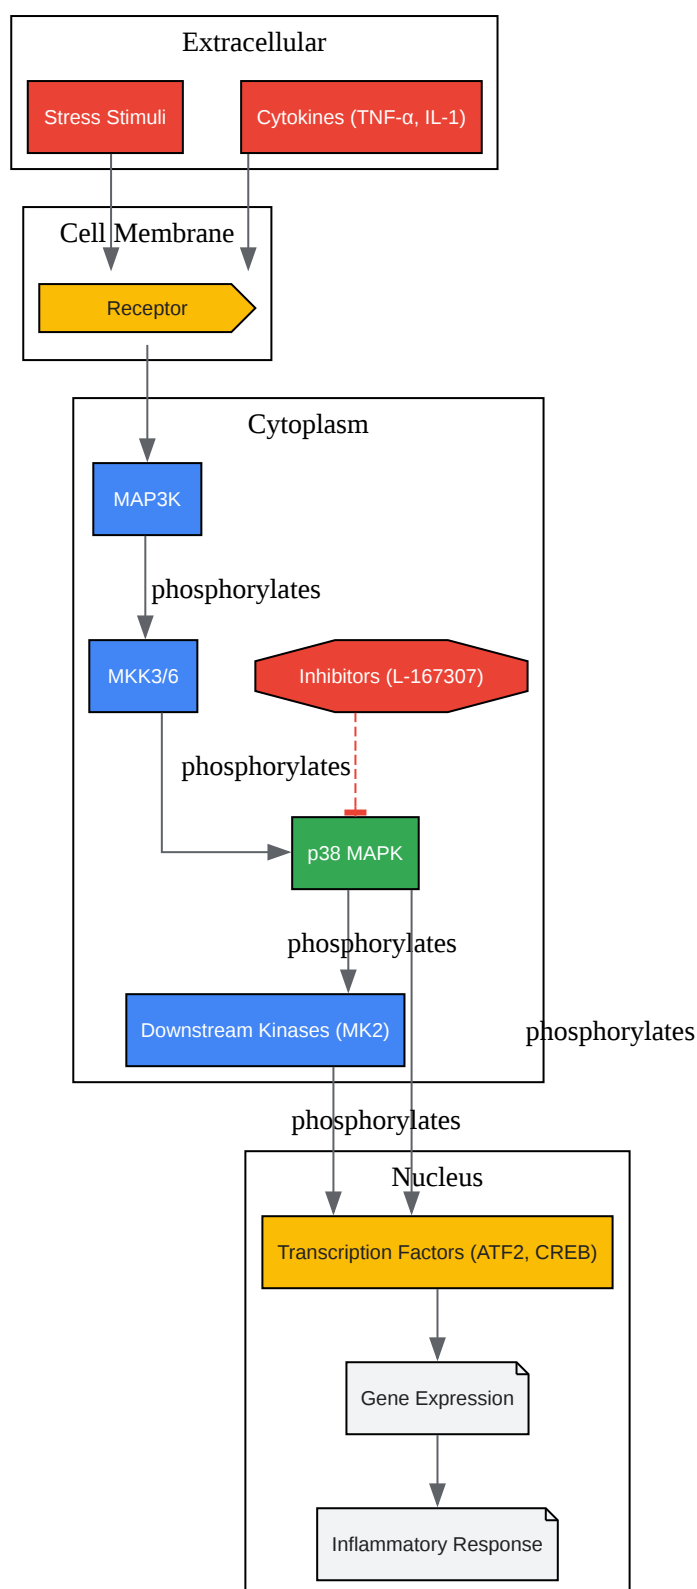 Extracellular
Stress Stimuli
Cytokines (TNF-α, IL-1)
Cell Membrane
Receptor
Cytoplasm
MAP3K
phosphorylates
MKK3/6
Inhibitors (L-167307)
phosphorylates
p38 MAPK
phosphorylates
Downstream Kinases (MK2)
phosphorylates
phosphorylates
Nucleus
Transcription Factors (ATF2, CREB)
Gene Expression
Inflammatory Response